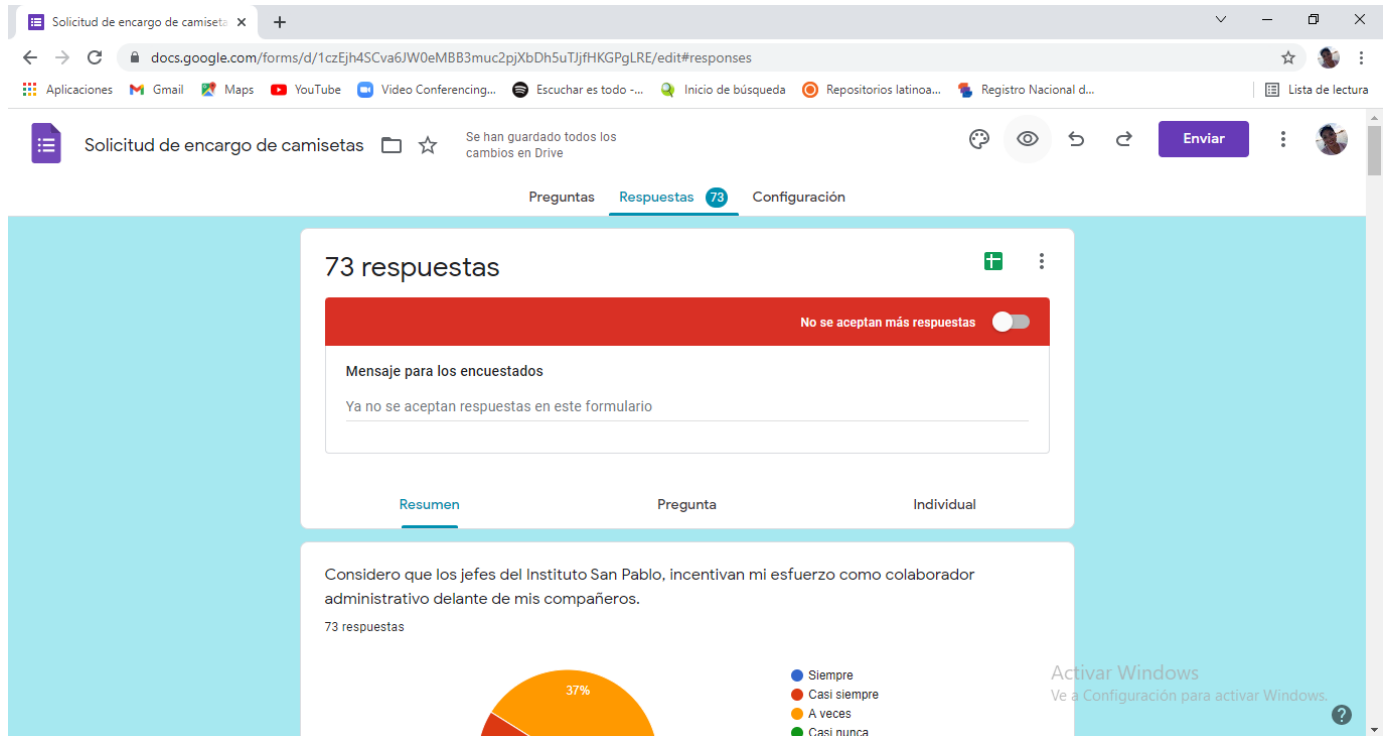 Solicitud de encargo de camiseta
docs.google.com/forms/d/1czEjh4SCva6JW0eMBB3muc2pjXbDh5uTJjfHKGPgLRE/edit#responses
Aplicaciones Gmail Maps YouTube Video Conferencing... Escuchar es todo -... Inicio de búsqueda Repositorios latinoa... Registro Nacional d... Lista de lectura
Solicitud de encargo de camisetas
Se han guardado todos los
cambios en Drive
Enviar
Preguntas Respuestas 73 Configuración
73 respuestas
No se aceptan más respuestas
Mensaje para los encuestados
Ya no se aceptan respuestas en este formulario
Resumen Pregunta Individual
Considero que los jefes del Instituto San Pablo, incentivan mi esfuerzo como colaborador
administrativo delante de mis compañeros.
73 respuestas
37%
Siempre
Casi siempre
A veces
Casi nunca
Activar Windows
Ve a Configuración para activar Windows.